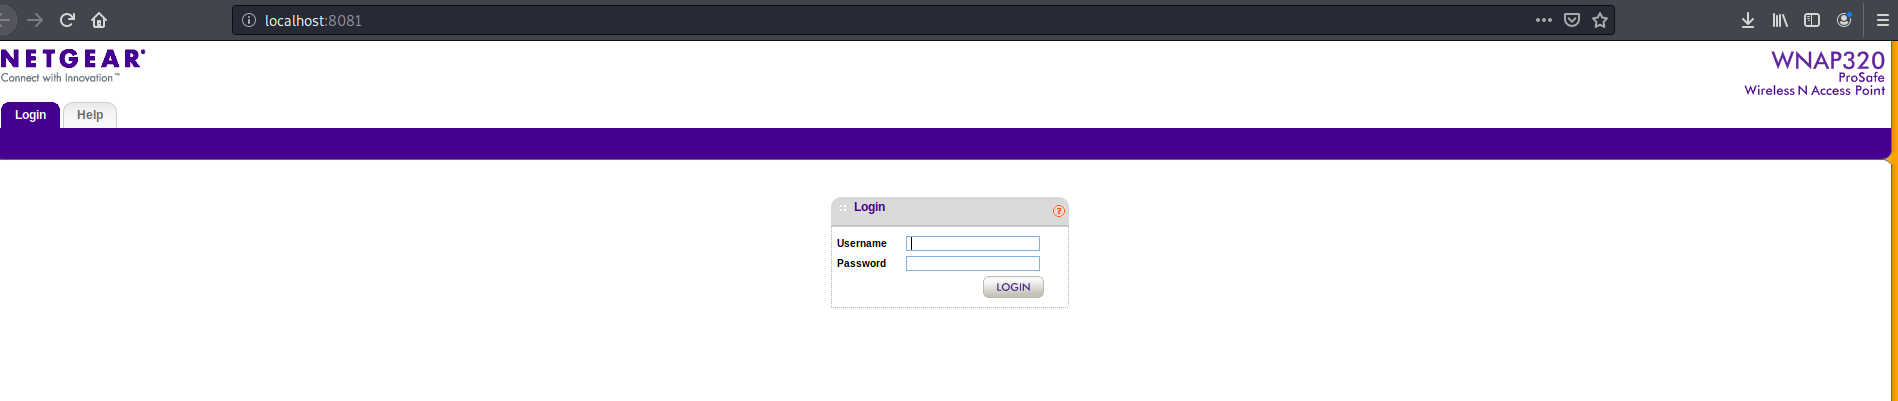 localhost:8081
NETGEAR®
Connect with Innovation™
WNAP320
ProSafe
Wireless N Access Point
Login
Help
Login
?
Username
Password
LOGIN